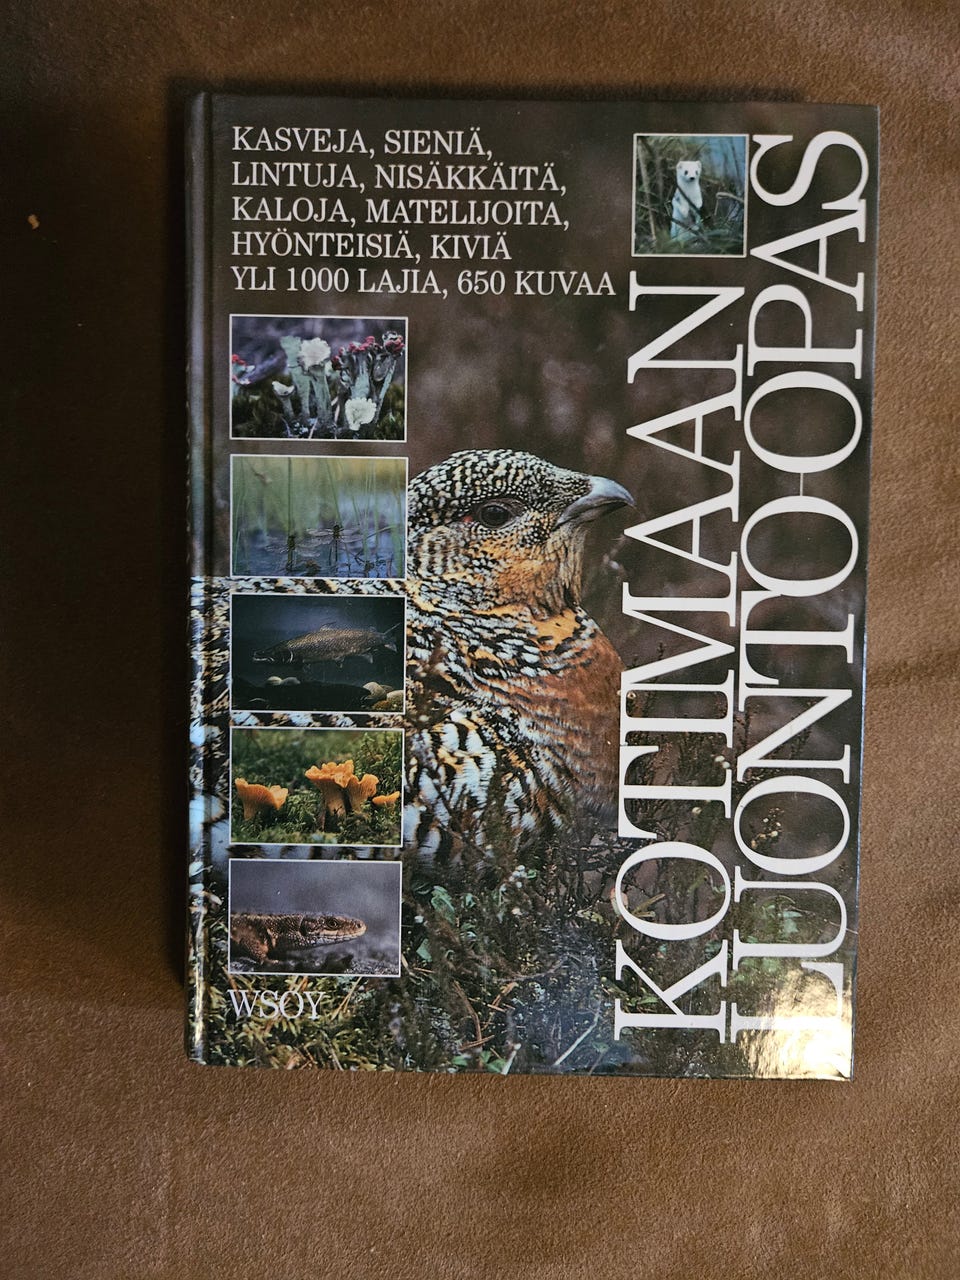 KASVEJA, SIENIÄ,
LINTUJA, NISÄKKÄITÄ,
KALOJA, MATELIJOITA,
HYÖNTEISIÄ, KIVIÄ
YLI 1000 LAJIA, 650 KUVAA
KOTIMAAN
LUONTO-OPAS
WSOY